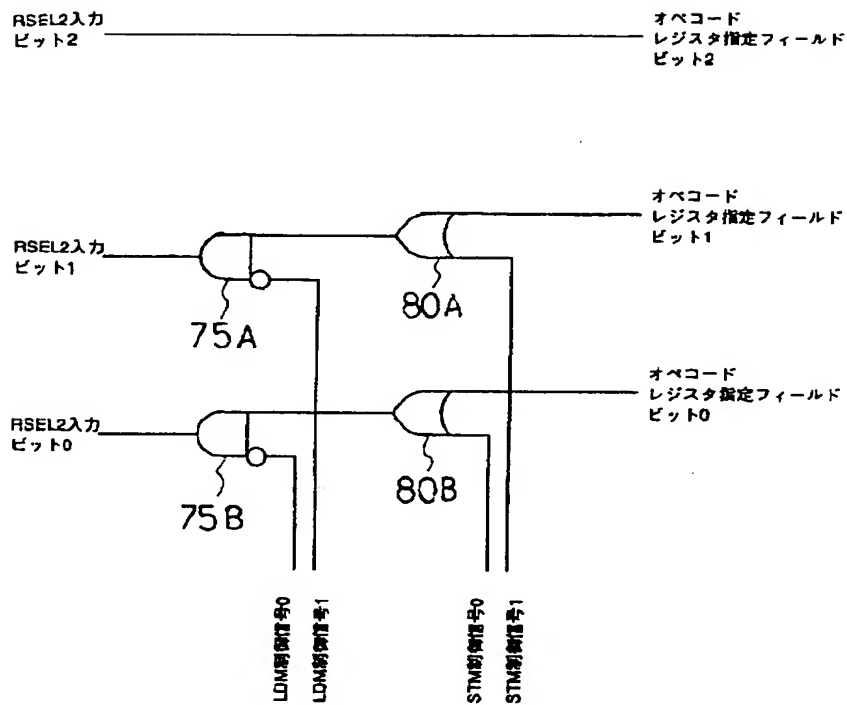 RSEL2入力
ビット2
オペコード
レジスタ指定フィールド
ビット2
RSEL2入力
ビット1
オペコード
レジスタ指定フィールド
ビット1
75A
80A
RSEL2入力
ビット0
オペコード
レジスタ指定フィールド
ビット0
75B
80B
LDM制御信号0
LDM制御信号1
STM制御信号0
STM制御信号1